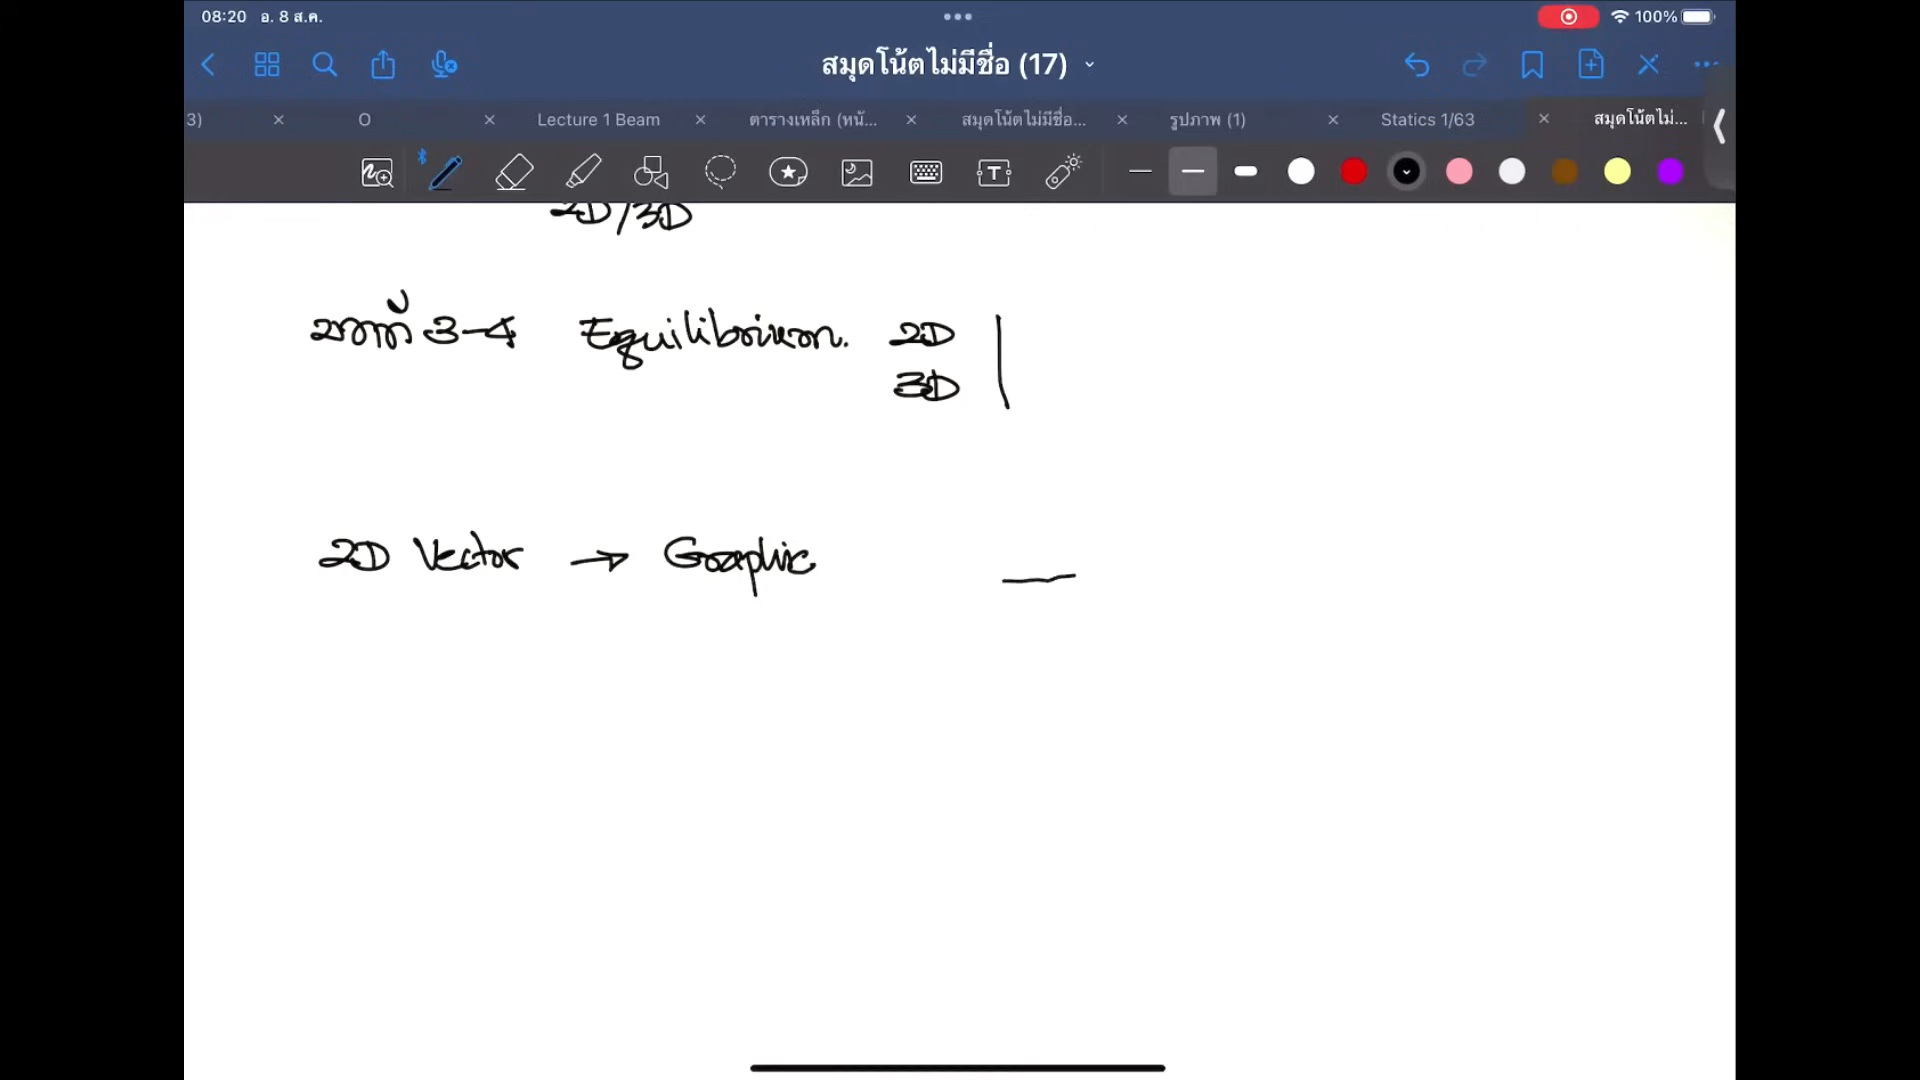 08:20 อ. 8 ส.ค.
100%
สมุดโน้ตไม่มีชื่อ (17)
3) O Lecture 1 Beam ตารางเหล็ก (หนั... สมุดโน้ตไม่มีชื่อ... รูปภาพ (1) Statics 1/63 สมุดโน้ตไม่...
2D/3D
3-4 Equilibrium. 2D
3D
2D Vector → Graphic